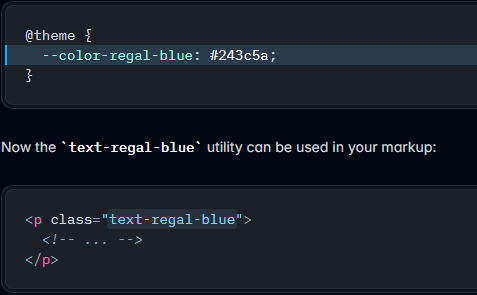 @theme {
  --color-regal-blue: #243c5a;
}
Now the `text-regal-blue` utility can be used in your markup:
<p class="text-regal-blue">
  <!-- ... -->
</p>